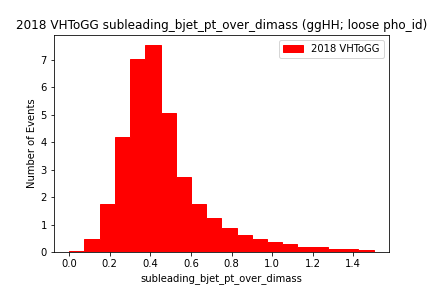 2018 VHToGG subleading_bjet_pt_over_dimass (ggHH; loose pho_id)
2018 VHToGG
Number of Events
7
6
5
4
3
2
1
0
0.0 0.2 0.4 0.6 0.8 1.0 1.2 1.4
subleading_bjet_pt_over_dimass